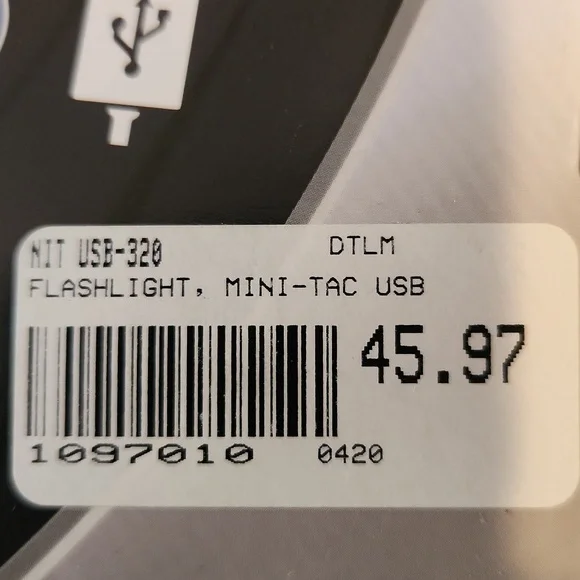 NIT USB-320 DTLM
FLASHLIGHT, MINI-TAC USB
45.97
1097010 0420